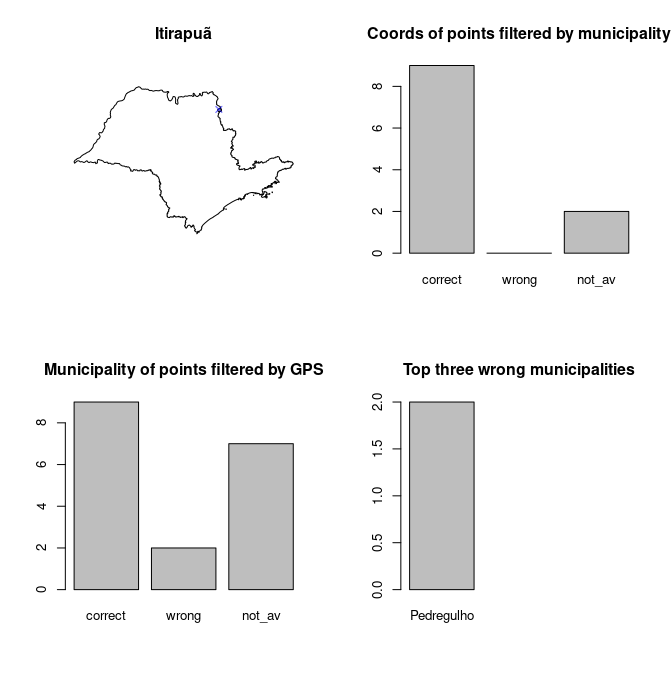 Itirapuã
Coords of points filtered by municipality
8
6
4
2
0
correct wrong not_av
Municipality of points filtered by GPS
8
6
4
2
0
correct wrong not_av
Top three wrong municipalities
2.0
1.5
1.0
0.5
0.0
Pedregulho